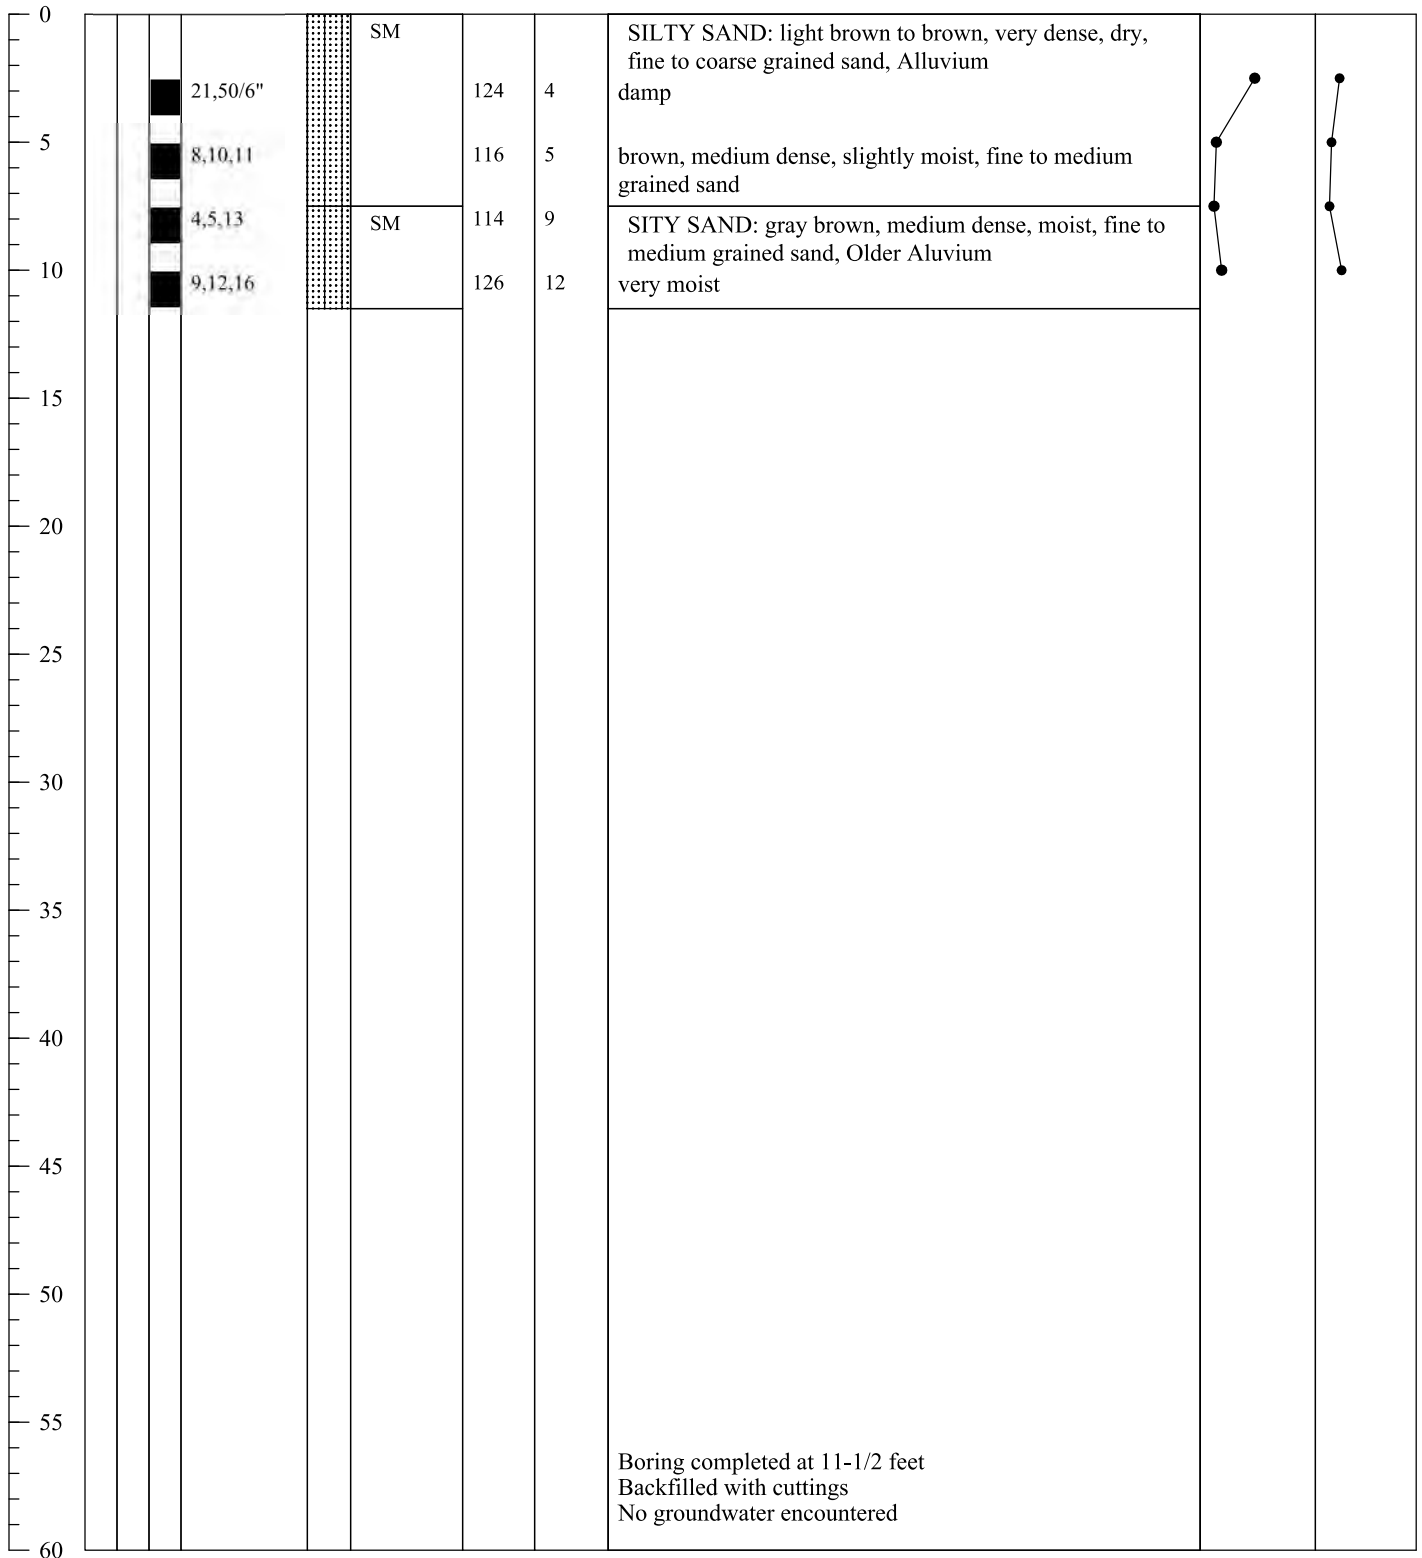 0
SM
SILTY SAND: light brown to brown, very dense, dry,
fine to coarse grained sand, Alluvium
21,50/6" 124 4 damp
5
8,10,11 116 5 brown, medium dense, slightly moist, fine to medium
grained sand
4,5,13 114 9
SM
SITY SAND: gray brown, medium dense, moist, fine to
medium grained sand, Older Aluvium
10
9,12,16 126 12 very moist
15
20
25
30
35
40
45
50
55
Boring completed at 11-1/2 feet
Backfilled with cuttings
No groundwater encountered
60